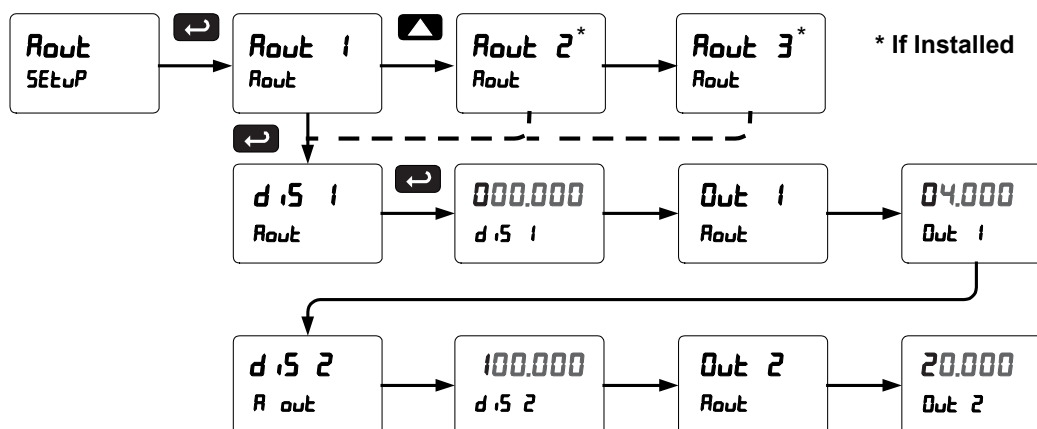 Aout
SEtuP
Aout 1
Aout
Aout 2*
Aout
Aout 3*
Aout
* If Installed
diS 1
Aout
000.000
diS 1
Out 1
Aout
04.000
Out 1
diS 2
A out
100.000
diS 2
Out 2
Aout
20.000
Out 2